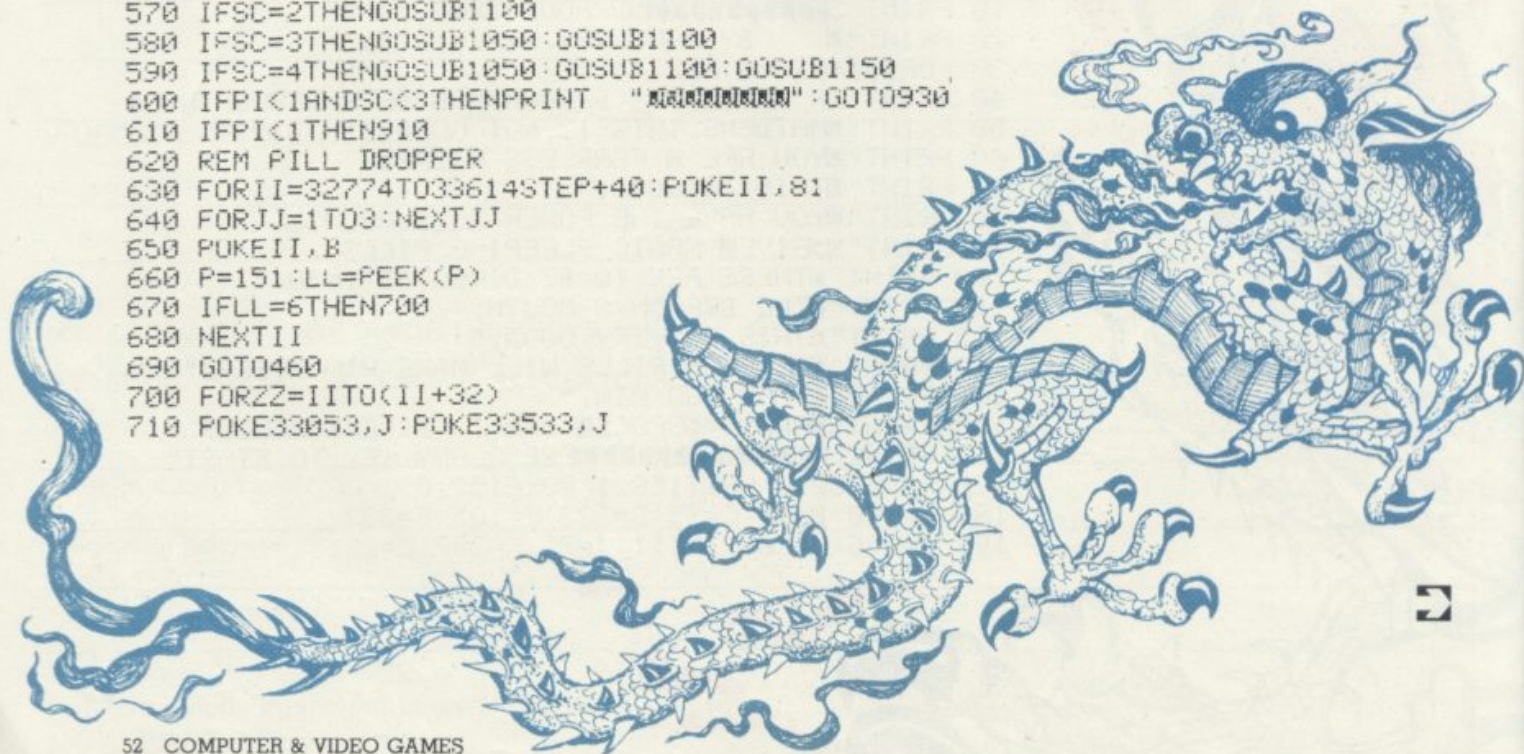 570 IFSC=2THENGOSUB1100
580 IFSC=3THENGOSUB1050:GOSUB1100
590 IFSC=4THENGOSUB1050:GOSUB1100:GOSUB1150
600 IFPI<1ANDSC<3THENPRINT "":GOTO930
610 IFPI<1THEN910
620 REM PILL DROPPER
630 FORII=32774TO33614STEP+40:POKEII,81
640 FORJJ=1TO3:NEXTJJ
650 POKEII,B
660 P=151:LL=PEEK(P)
670 IFLL=6THEN700
680 NEXTII
690 GOTO460
700 FORZZ=IITO(II+32)
710 POKE33053,J:POKE33533,J
52 COMPUTER & VIDEO GAMES